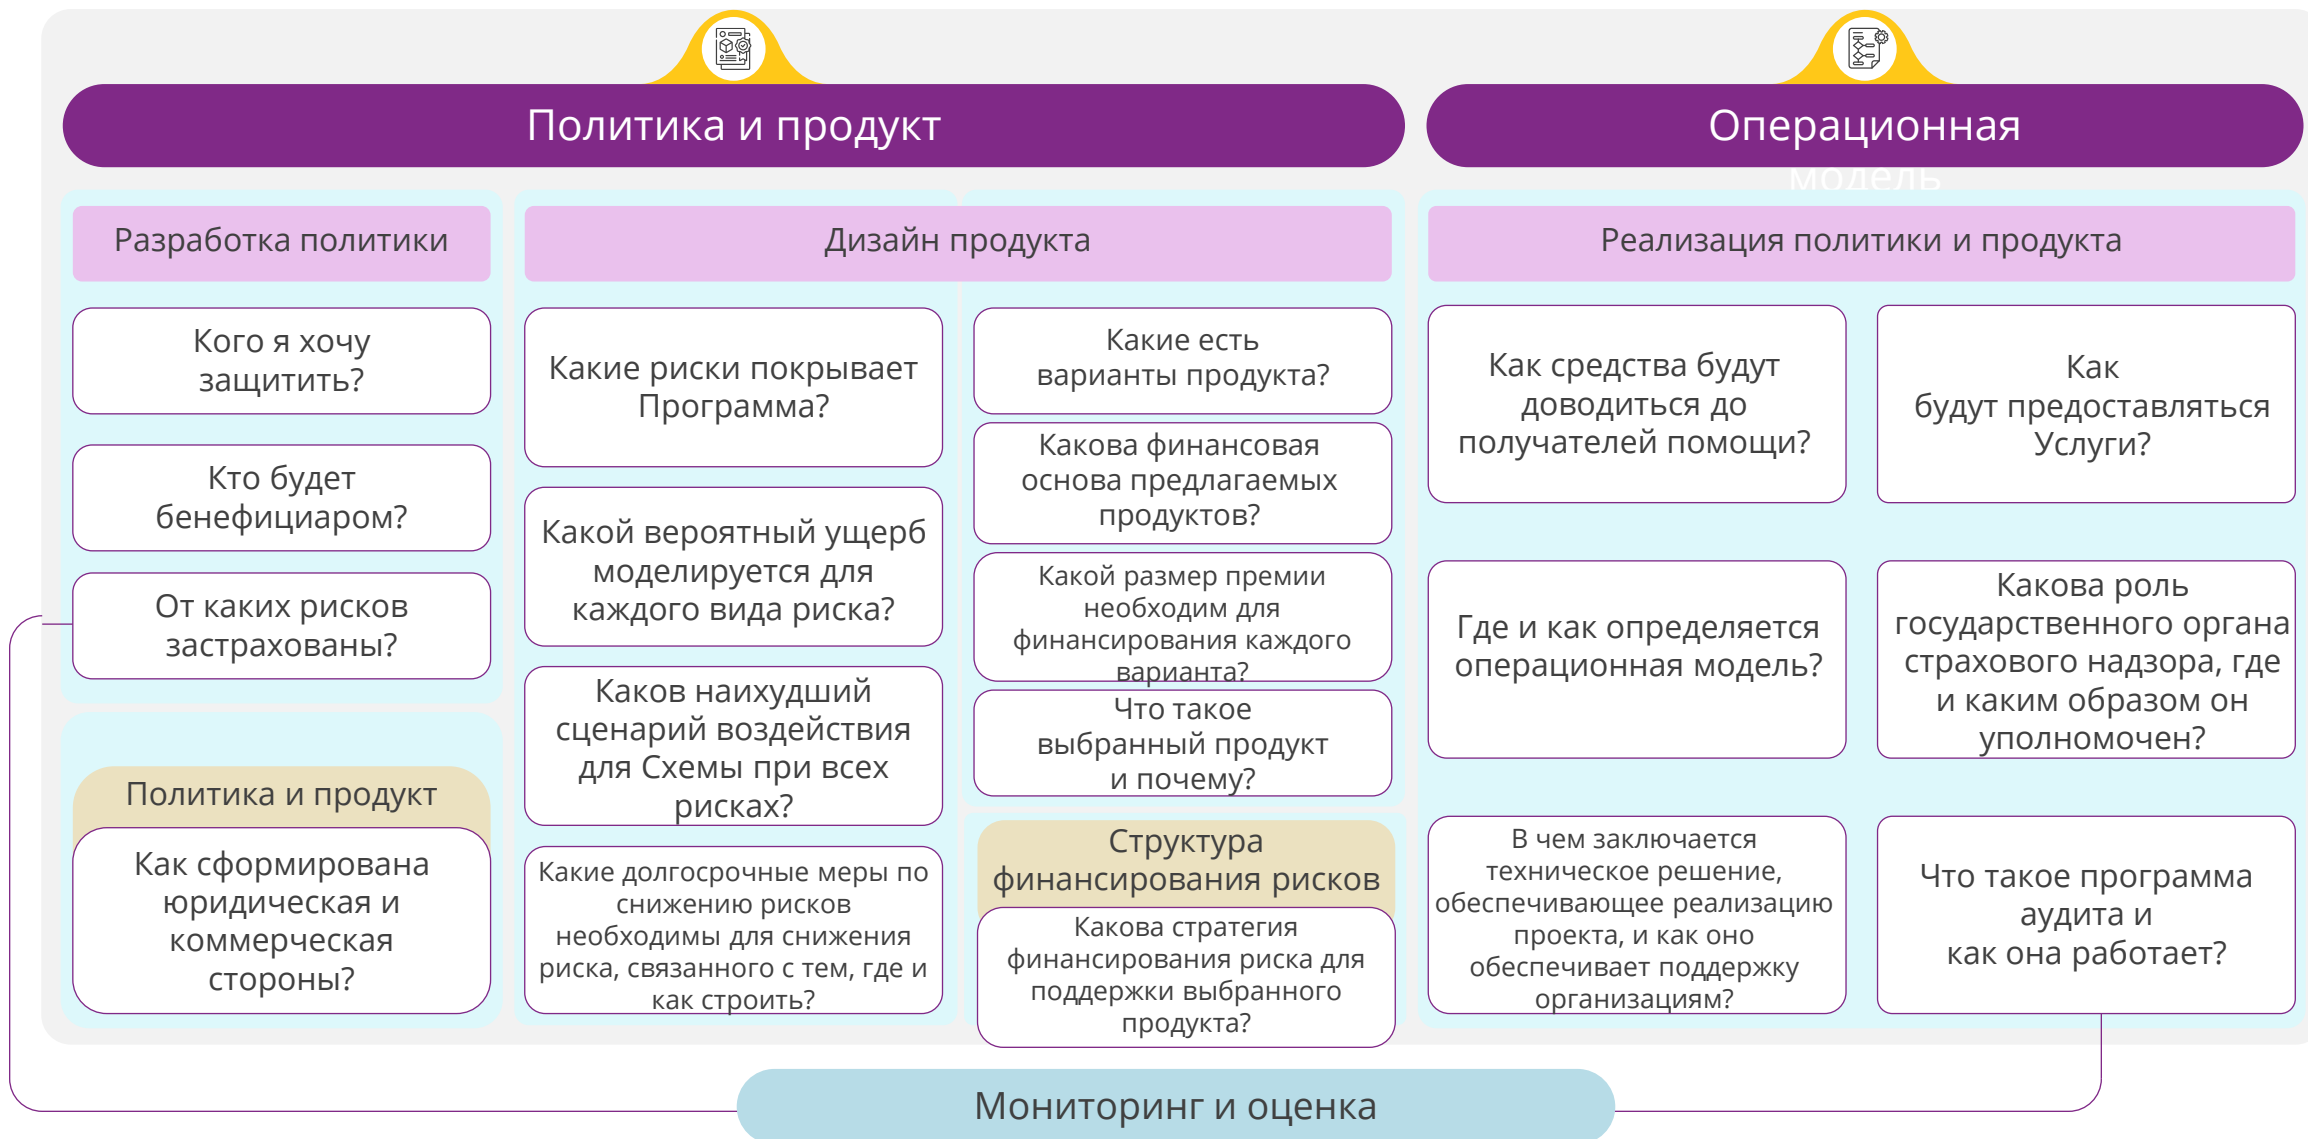 Политика и продукт
Операционная
модель
Разработка политики
Кого я хочу
защитить?
Кто будет
бенефициаром?
От каких рисков
застрахованы?
Политика и продукт
Как сформирована
юридическая и
коммерческая
стороны?
Дизайн продукта
Какие риски покрывает
Программа?
Какой вероятный ущерб
моделируется для
каждого вида риска?
Каков наихудший
сценарий воздействия
для Схемы при всех
рисках?
Какие долгосрочные меры по
снижению рисков
необходимы для снижения
риска, связанного с тем, где и
как строить?
Какие есть
варианты продукта?
Какова финансовая
основа предлагаемых
продуктов?
Какой размер премии
необходим для
финансирования каждого
варианта?
Что такое
выбранный продукт
и почему?
Структура
финансирования рисков
Какова стратегия
финансирования риска для
поддержки выбранного
продукта?
Реализация политики и продукта
Как средства будут
доводиться до
получателей помощи?
Как
будут предоставляться
Услуги?
Где и как определяется
операционная модель?
Какова роль
государственного органа
страхового надзора, где
и каким образом он
уполномочен?
В чем заключается
техническое решение,
обеспечивающее реализацию
проекта, и как оно
обеспечивает поддержку
организациям?
Что такое программа
аудита и
как она работает?
Мониторинг и оценка